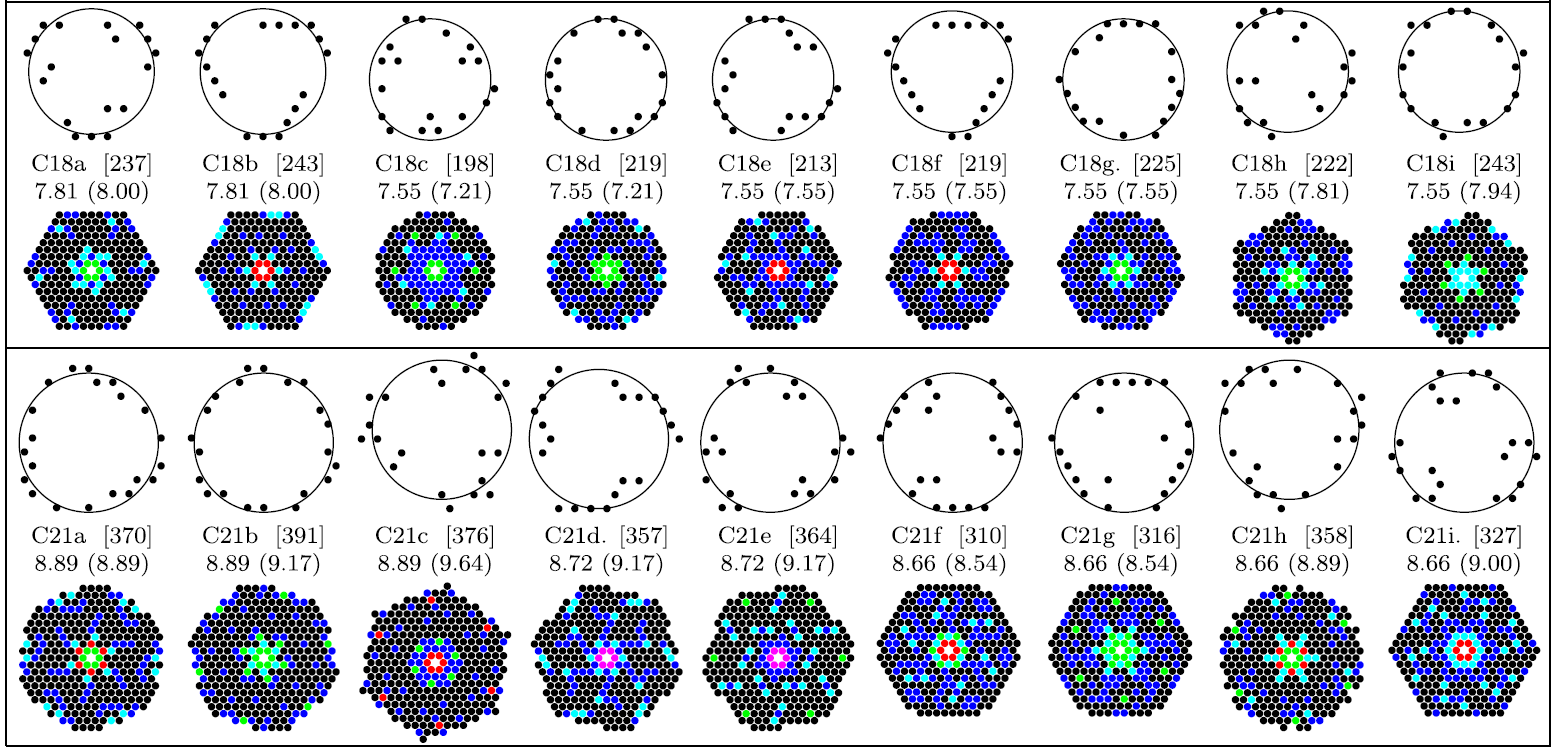 C18a [237] C18b [243] C18c [198] C18d [219] C18e [213] C18f [219] C18g. [225] C18h [222] C18i [243]
7.81 (8.00) 7.81 (8.00) 7.55 (7.21) 7.55 (7.21) 7.55 (7.55) 7.55 (7.55) 7.55 (7.55) 7.55 (7.81) 7.55 (7.94)
C21a [370] C21b [391] C21c [376] C21d. [357] C21e [364] C21f [310] C21g [316] C21h [358] C21i. [327]
8.89 (8.89) 8.89 (9.17) 8.89 (9.64) 8.72 (9.17) 8.72 (9.17) 8.66 (8.54) 8.66 (8.54) 8.66 (8.89) 8.66 (9.00)